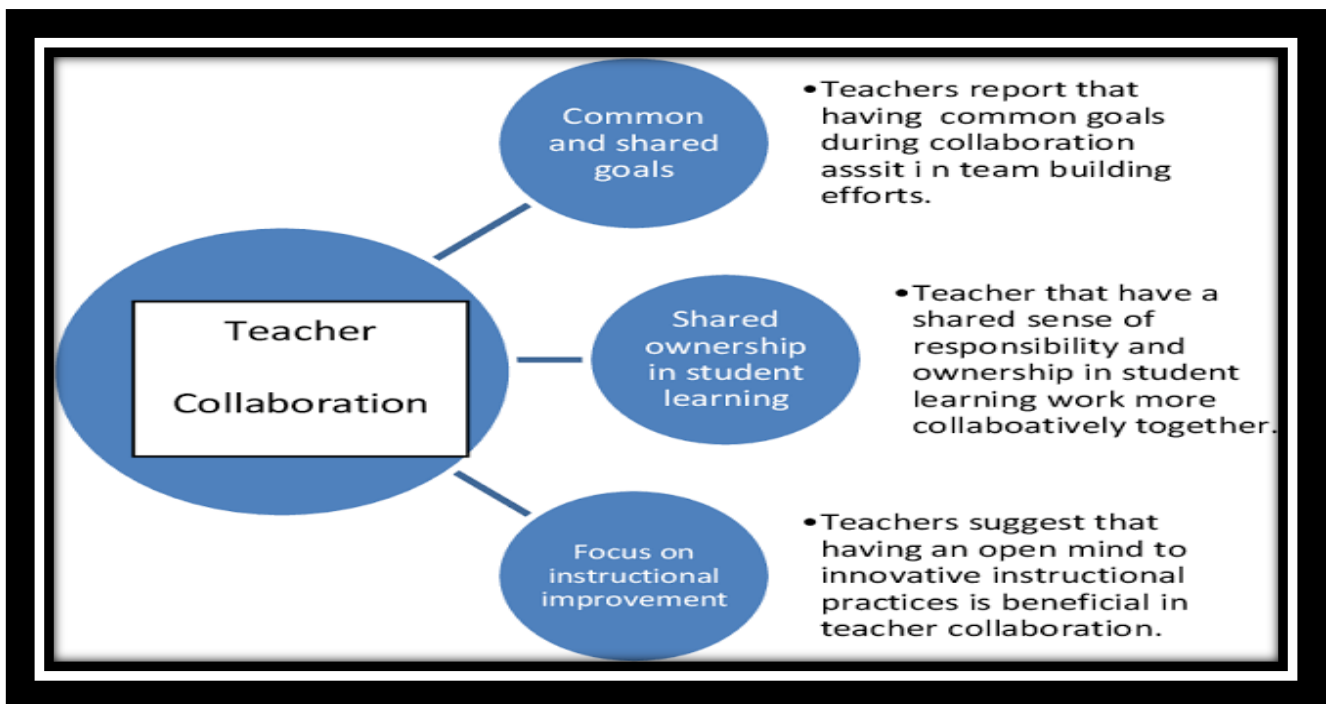 Teacher
Collaboration
Common
and shared
goals
•Teachers report that
having common goals
during collaboration
asssit i n team building
efforts.
Shared
ownership
in student
learning
•Teacher that have a
shared sense of
responsibility and
ownership in student
learning work more
collaboatively together.
Focus on
instructional
improvement
•Teachers suggest that
having an open mind to
innovative instructional
practices is beneficial in
teacher collaboration.